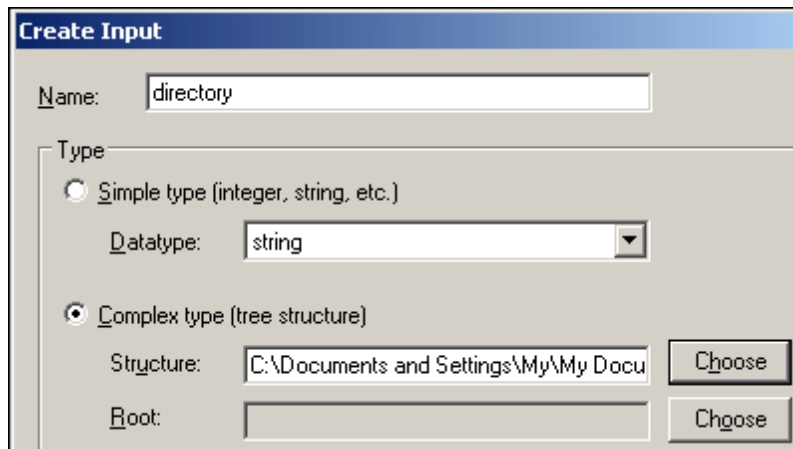 Create Input
Name: directory
Type
Simple type (integer, string, etc.)
Datatype: string
Complex type (tree structure)
Structure: C:\Documents and Settings\My\My Docu Choose
Root: Choose